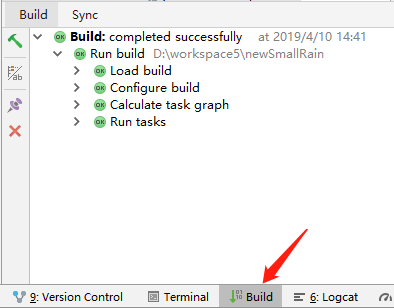 Build Sync
Build: completed successfully at 2019/4/10 14:41
Run build D:\workspace5\newSmallRain
Load build
Configure build
Calculate task graph
Run tasks
9: Version Control Terminal Build 6: Logcat